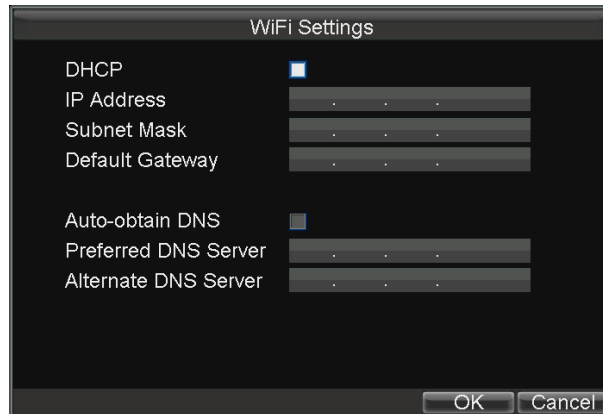 WiFi Settings
DHCP
IP Address . . .
Subnet Mask . . .
Default Gateway . . .
Auto-obtain DNS
Preferred DNS Server . . .
Alternate DNS Server . . .
OK Cancel